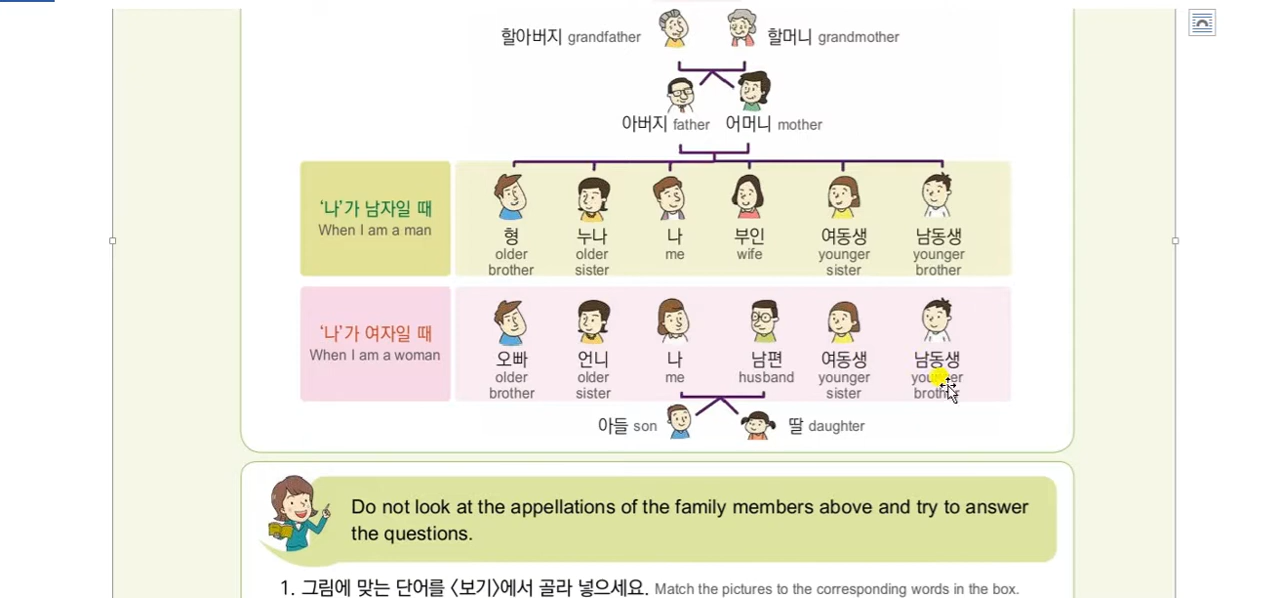 할아버지 grandfather 할머니 grandmother
아버지 father 어머니 mother
‘나’가 남자일 때
When I am a man
형 누나 나 부인 여동생 남동생
older older me wife younger younger
brother sister sister brother
‘나’가 여자일 때
When I am a woman
오빠 언니 나 남편 여동생 남동생
older older me husband younger younger
brother sister sister brother
아들 son 딸 daughter
Do not look at the appellations of the family members above and try to answer
the questions.
1. 그림에 맞는 단어를 〈보기〉에서 골라 넣으세요. Match the pictures to the corresponding words in the box.